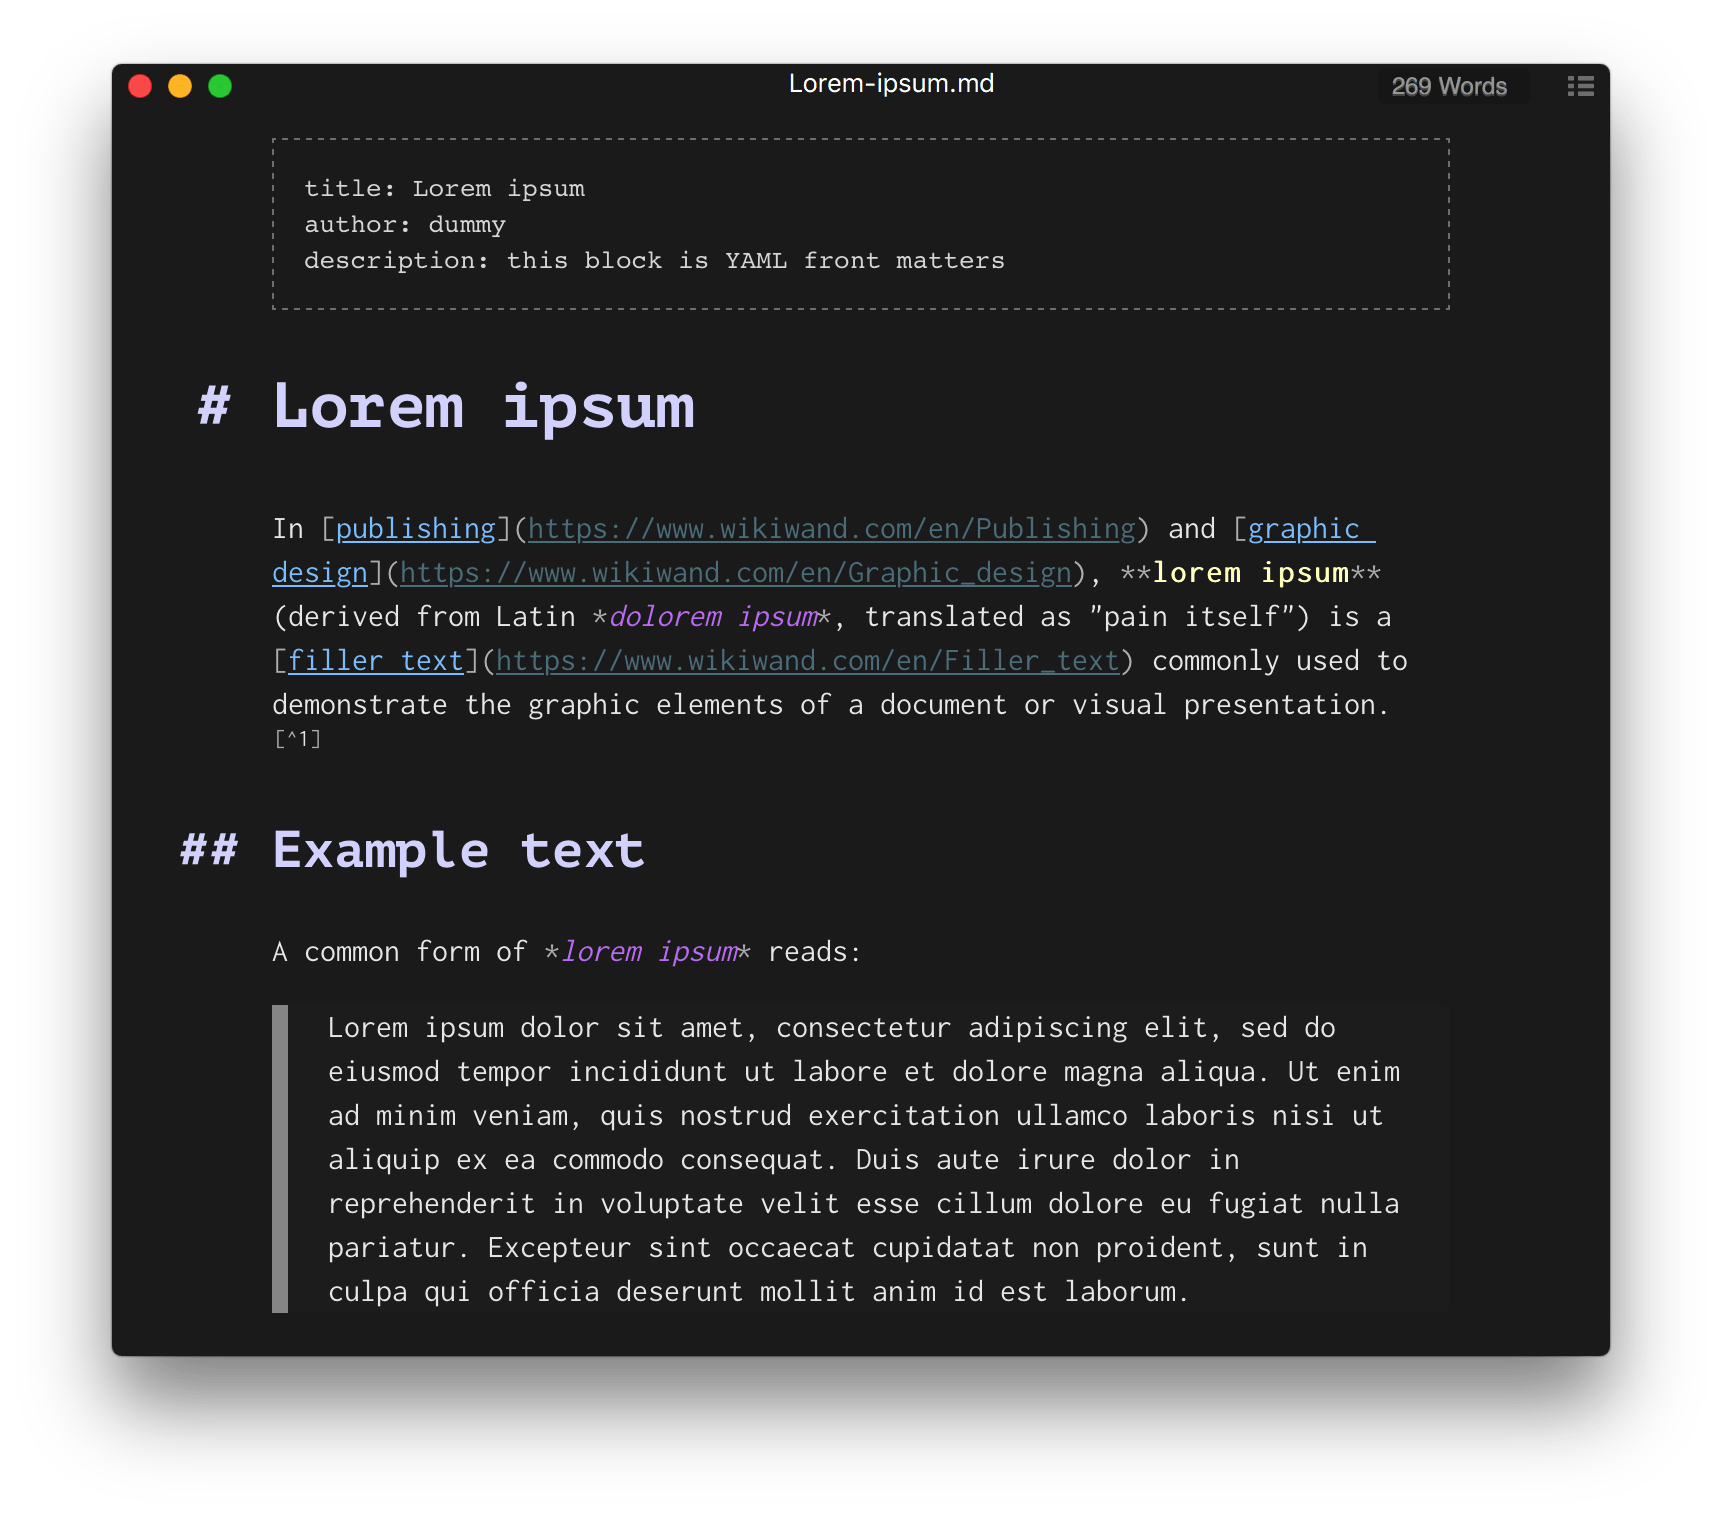 Lorem-ipsum.md
269 Words
title: Lorem ipsum
author: dummy
description: this block is YAML front matters
# Lorem ipsum
In [publishing](https://www.wikiwand.com/en/Publishing) and [graphic
design](https://www.wikiwand.com/en/Graphic_design), **lorem ipsum**
(derived from Latin *dolorem ipsum*, translated as "pain itself") is a
[filler text](https://www.wikiwand.com/en/Filler_text) commonly used to
demonstrate the graphic elements of a document or visual presentation.
[^1]
## Example text
A common form of *lorem ipsum* reads:
Lorem ipsum dolor sit amet, consectetur adipiscing elit, sed do
eiusmod tempor incididunt ut labore et dolore magna aliqua. Ut enim
ad minim veniam, quis nostrud exercitation ullamco laboris nisi ut
aliquip ex ea commodo consequat. Duis aute irure dolor in
reprehenderit in voluptate velit esse cillum dolore eu fugiat nulla
pariatur. Excepteur sint occaecat cupidatat non proident, sunt in
culpa qui officia deserunt mollit anim id est laborum.